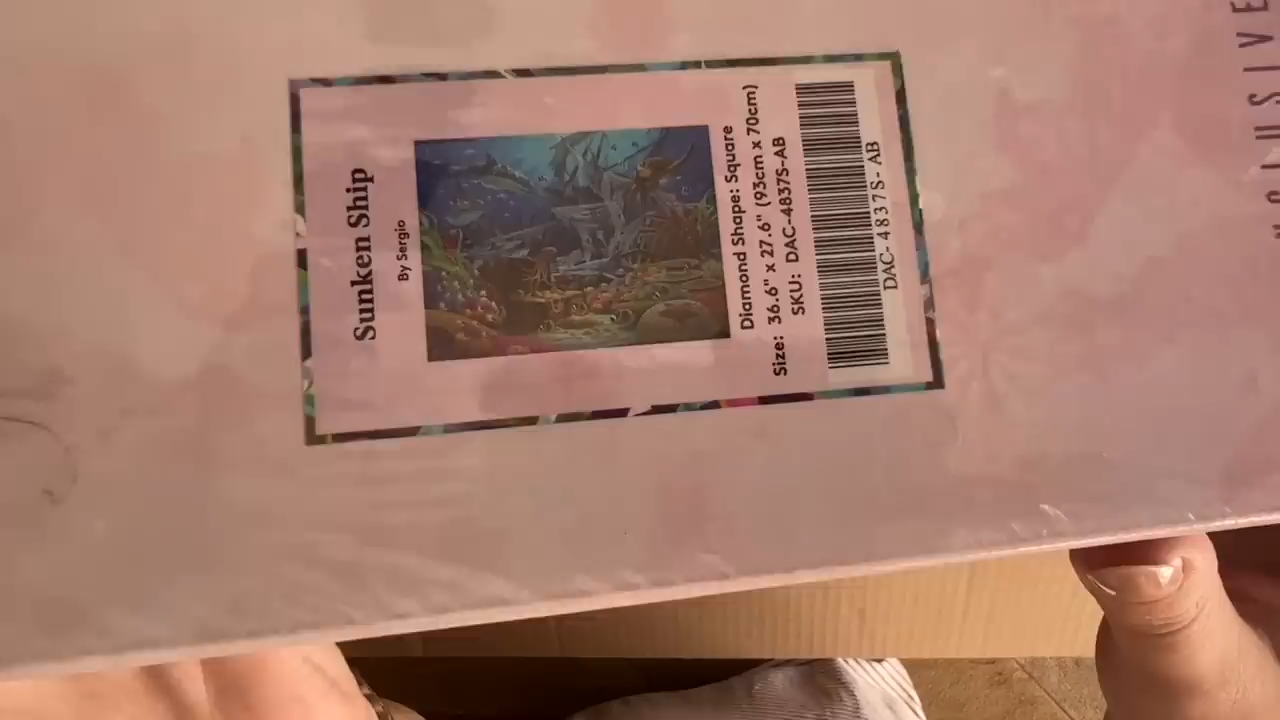 Sunken Ship
By Sergio
Diamond Shape: Square
Size: 36.6" x 27.6" (93cm x 70cm)
SKU: DAC-4837S-AB
DAC- 4837S- AB